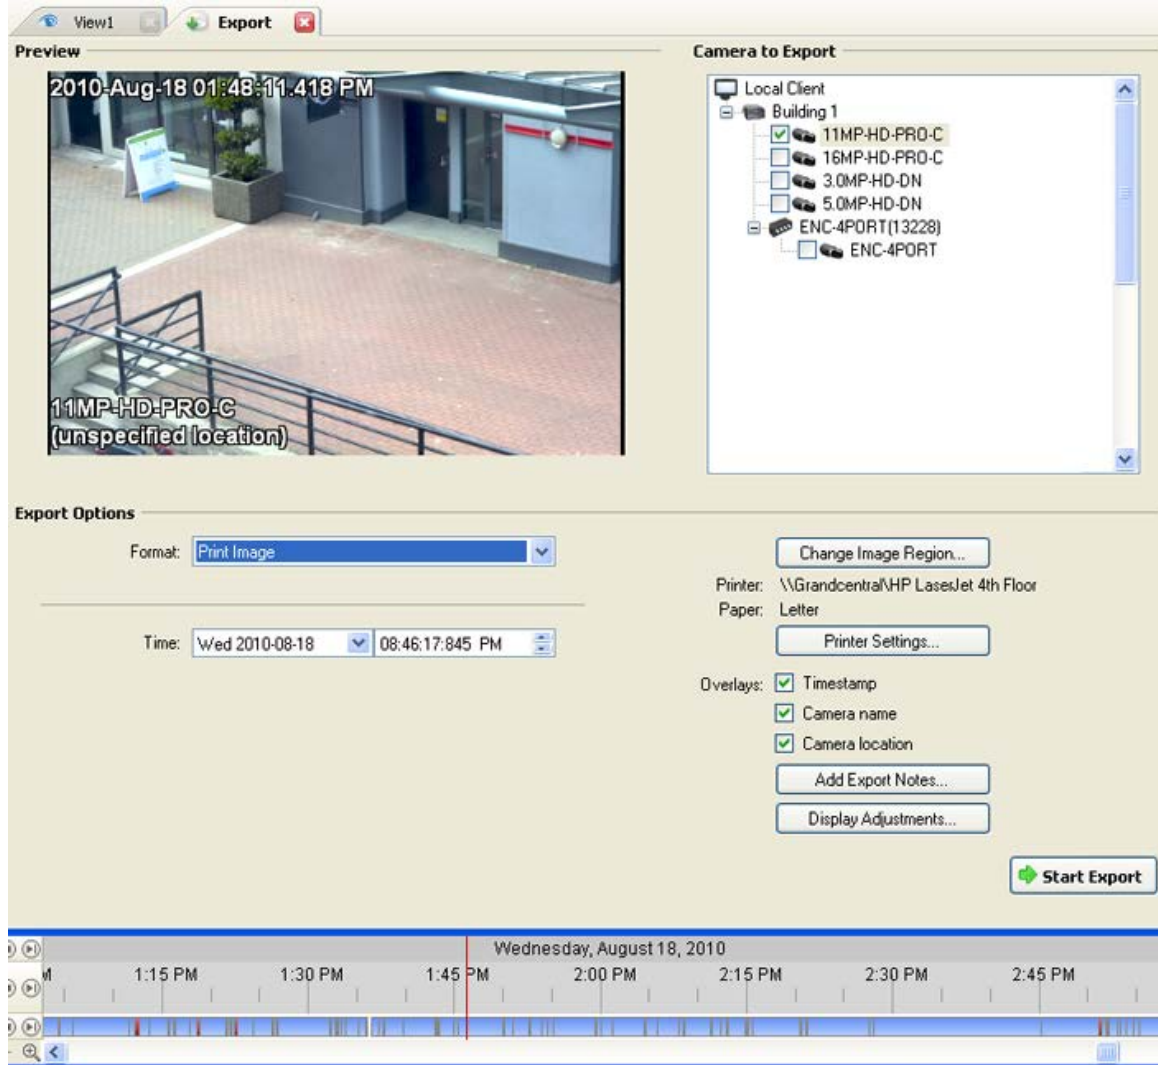 View1
Export
Preview
2010-Aug-18 01:48:11.418 PM
11MP-HD-PRO-C
(unspecified location)
Camera to Export
Local Client
Building 1
11MP-HD-PRO-C
16MP-HD-PRO-C
3.0MP-HD-DN
5.0MP-HD-DN
ENC-4PORT(13228)
ENC-4PORT
Export Options
Format: Print Image
Time: Wed 2010-08-18 08:46:17:845 PM
Change Image Region...
Printer: \\Grandcentral\HP LaserJet 4th Floor
Paper: Letter
Printer Settings...
Overlays: Timestamp
Camera name
Camera location
Add Export Notes...
Display Adjustments...
Start Export
Wednesday, August 18, 2010
1:15 PM 1:30 PM 1:45 PM 2:00 PM 2:15 PM 2:30 PM 2:45 PM